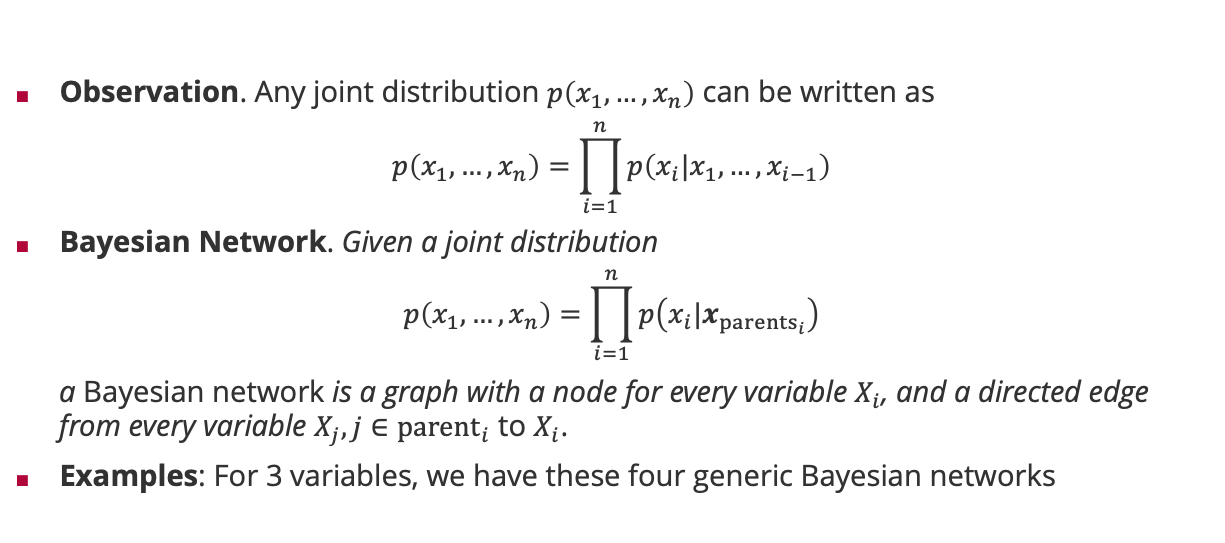 ▪ Observation. Any joint distribution p(x₁, … , xₙ) can be written as
p(x₁, … , xₙ) = ∏ⁿᵢ₌₁ p(xᵢ|x₁, … , xᵢ₋₁)
▪ Bayesian Network. Given a joint distribution
p(x₁, … , xₙ) = ∏ⁿᵢ₌₁ p(xᵢ|x_parentsᵢ)
a Bayesian network is a graph with a node for every variable Xᵢ, and a directed edge
from every variable Xⱼ, j ∈ parentᵢ to Xᵢ.
▪ Examples: For 3 variables, we have these four generic Bayesian networks